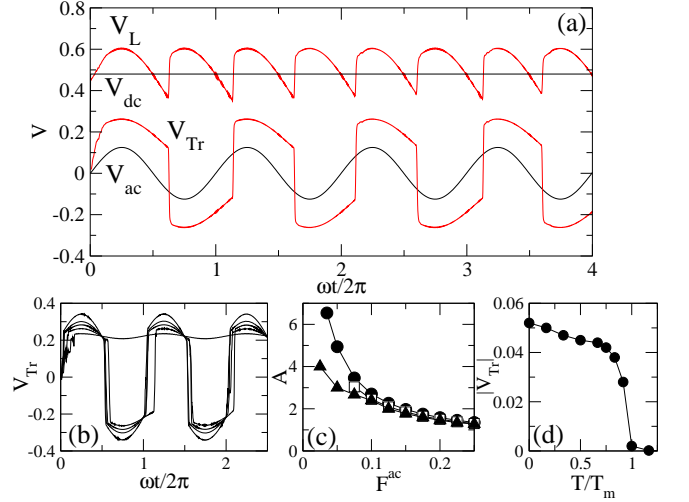 (a)
0.8
V_L
0.6
0.4
V_dc
V
0.2
V_Tr
0
V_ac
-0.2
-0.4
0 1 2 3 4
ωt/2π
0.4
0.2
V_Tr
0
-0.2
-0.4
(b)
0 1 2
ωt/2π
6
A
4
2
0
(c)
0.1 0.2
F^ac
0.06
0.04
|V_Tr|
0.02
0.00
(d)
0 0.5 1
T/T_m